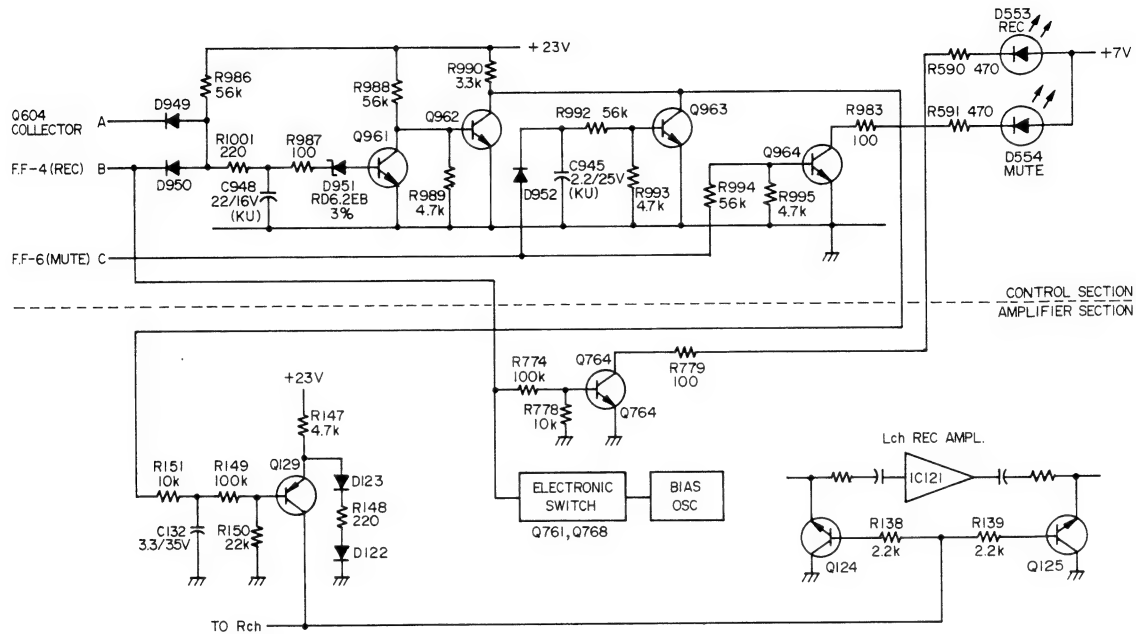 D553
REC
+7V
+23V
R590 470
R986
56k
R988
56k
R990
3.3k
Q604
COLLECTOR A
D949
R992 56k
Q963
R983
100
R591 470
D554
MUTE
Q962
R1001
220
R987
100
Q961
Q964
F.F-4(REC) B
D950
C948
22/16V
(KU)
D951
RD6.2EB
3%
R989
4.7k
D952
C945
2.2/25V
(KU)
R993
4.7k
R994
56k
R995
4.7k
F.F-6(MUTE) C
CONTROL SECTION
AMPLIFIER SECTION
R774
100k
Q764
R779
100
+23V
R778
10k
Q764
R147
4.7k
Lch REC AMPL.
R151
10k
R149
100k
Q129
D123
IC121
ELECTRONIC
SWITCH
BIAS
OSC
R148
220
C132
3.3/35V
R150
22k
Q761,Q768
R138
2.2k
R139
2.2k
D122
Q124
Q125
TO Rch